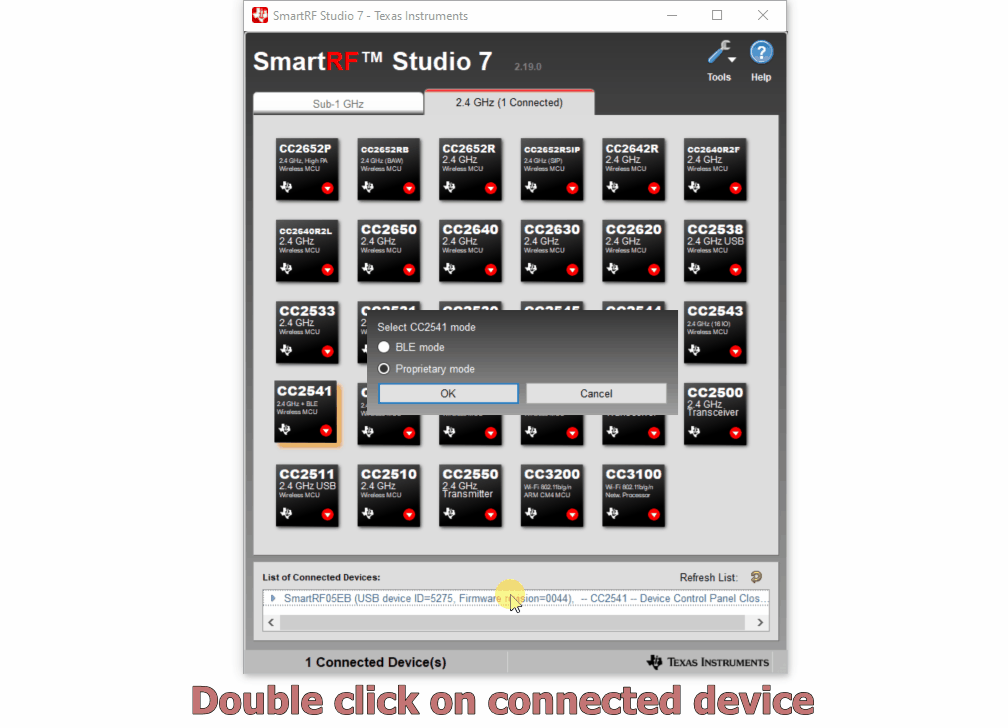 SmartRF Studio 7 - Texas Instruments
SmartRF™ Studio 7 2.19.0
Tools Help
Sub-1 GHz 2.4 GHz (1 Connected)
CC2652P CC2652RB CC2652R CC2652RSIP CC2642R CC2640R2F
2.4 GHz, High PA 2.4 GHz (BAW) 2.4 GHz 2.4 GHz (SIP) 2.4 GHz 2.4 GHz
Wireless MCU Wireless MCU Wireless MCU Wireless MCU Wireless MCU Wireless MCU
CC2640R2L CC2650 CC2640 CC2630 CC2620 CC2538
2.4 GHz 2.4 GHz 2.4 GHz 2.4 GHz 2.4 GHz 2.4 GHz USB
Wireless MCU Wireless MCU Wireless MCU Wireless MCU Wireless MCU Wireless MCU
CC2533 CC2543
2.4 GHz 2.4 GHz (16 IO)
Wireless MCU Wireless MCU
Select CC2541 mode
BLE mode
Proprietary mode
OK Cancel
CC2541 CC2500
2.4 GHz + BLE 2.4 GHz
Wireless MCU Transceiver
CC2511 CC2510 CC2550 CC3200 CC3100
2.4 GHz USB 2.4 GHz 2.4 GHz Wi-Fi 802.11b/g/n Wi-Fi 802.11b/g/n
Wireless MCU Wireless MCU Transmitter ARM CM4 MCU Netw. Processor
List of Connected Devices: Refresh List:
SmartRF05EB (USB device ID=5275, Firmware =0044), -- CC2541 -- Device Control Panel Clos...
1 Connected Device(s) TEXAS INSTRUMENTS
Double click on connected device